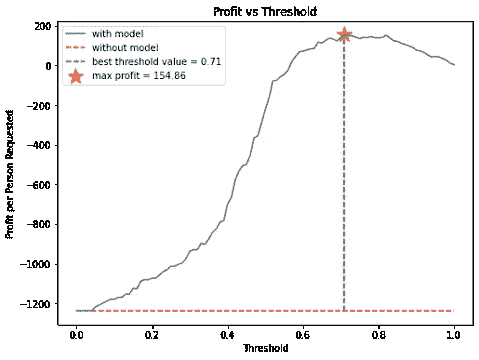 Profit vs Threshold
with model
without model
best threshold value = 0.71
max profit = 154.86
Profit per Person Requested
200
0
−200
−400
−600
−800
−1000
−1200
0.0 0.2 0.4 0.6 0.8 1.0
Threshold